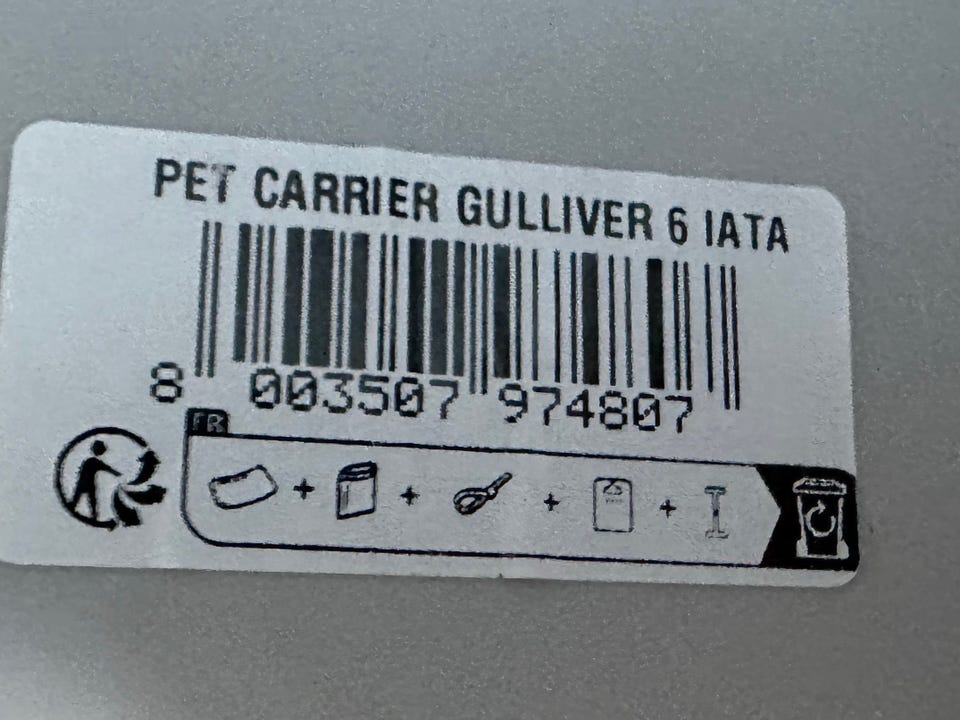 PET CARRIER GULLIVER 6 IATA
8 003507 974807
FR